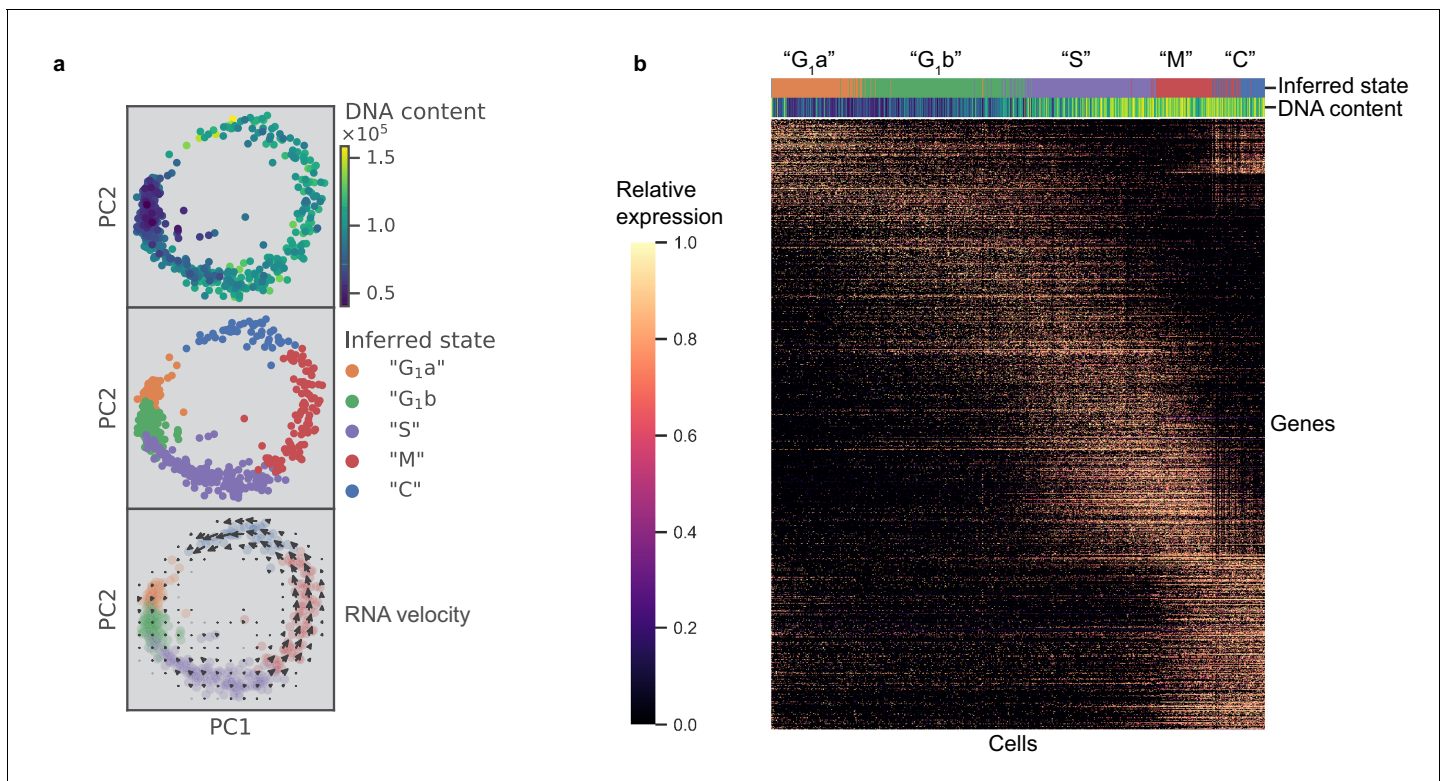 a
DNA content
×10⁵
1.5
1.0
0.5
PC2
Inferred state
"G₁a"
"G₁b
"S"
"M"
"C"
PC2
RNA velocity
PC2
PC1
b
“G₁a” “G₁b” “S” “M” “C”
Inferred state
DNA content
Relative
expression
1.0
0.8
0.6
0.4
0.2
0.0
Genes
Cells